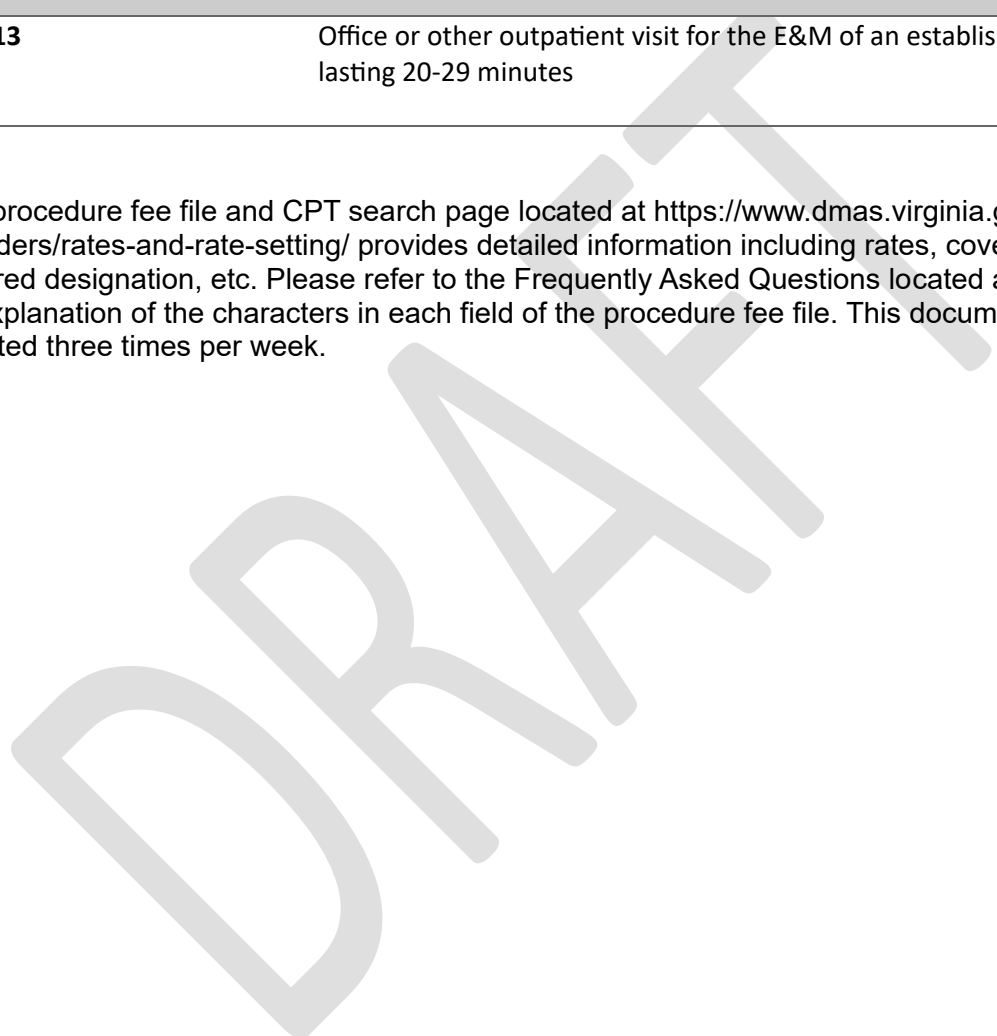 13 Office or other outpatient visit for the E&M of an establis
lasting 20-29 minutes
procedure fee file and CPT search page located at https://www.dmas.virginia.g
ders/rates-and-rate-setting/ provides detailed information including rates, cove
red designation, etc. Please refer to the Frequently Asked Questions located a
xplanation of the characters in each field of the procedure fee file. This docum
ted three times per week.
DRAFT